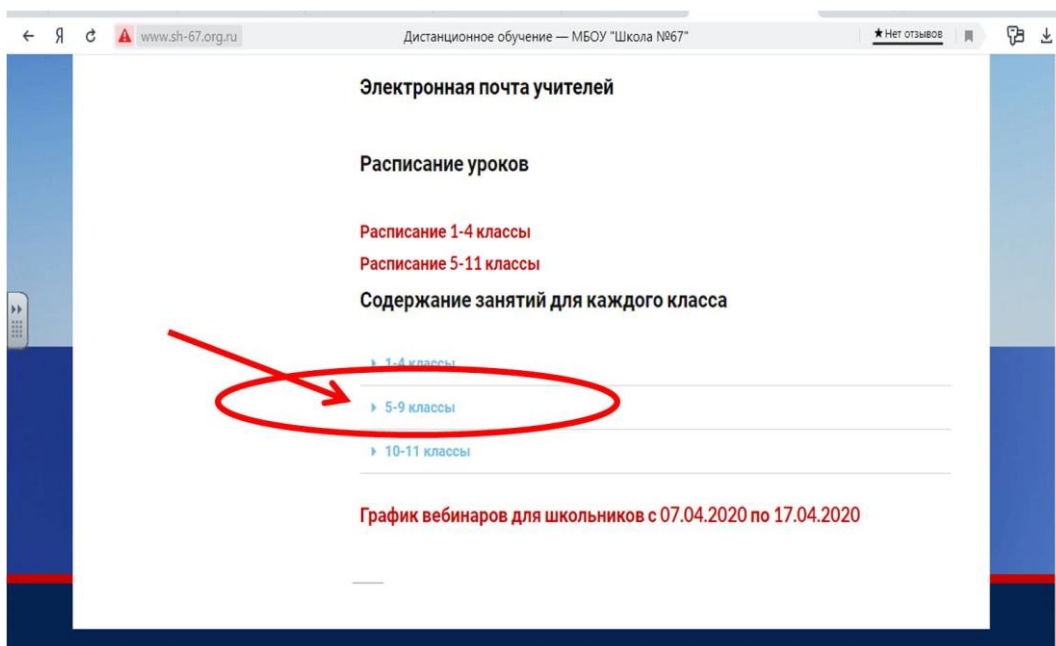 Я
www.sh-67.org.ru
Дистанционное обучение — МБОУ "Школа №67"
★ Нет отзывов
Электронная почта учителей
Расписание уроков
Расписание 1-4 классы
Расписание 5-11 классы
Содержание занятий для каждого класса
1-4 классы
5-9 классы
10-11 классы
График вебинаров для школьников с 07.04.2020 по 17.04.2020